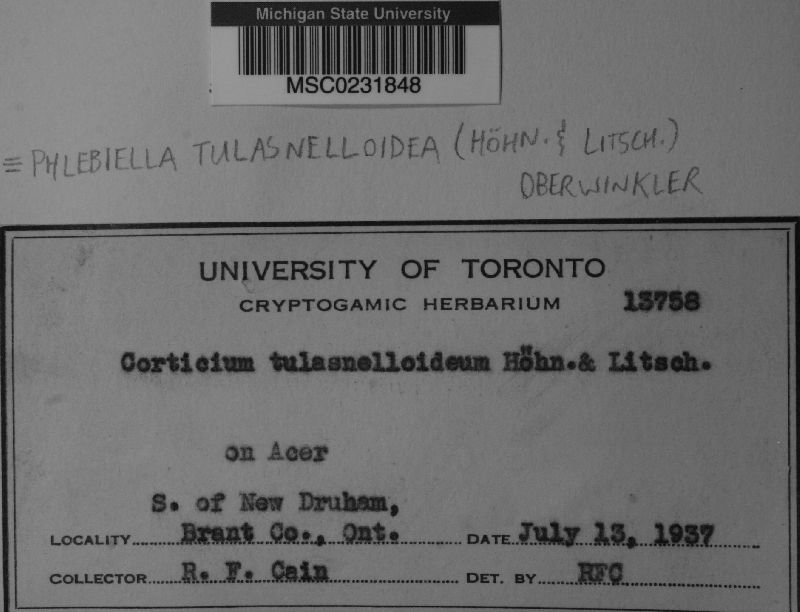 Michigan State University
MSC0231848
≡ PHLEBIELLA TULASNELLOIDEA (HÖHN. & LITSCH.)
OBERWINKLER
UNIVERSITY OF TORONTO
CRYPTOGAMIC HERBARIUM 13758
Corticium tulasnelloideum Höhn.& Litsch.
on Acer
S. of New Druham,
LOCALITY Brant Co., Ont. DATE July 13, 1937
COLLECTOR R. F. Cain DET. BY RFC